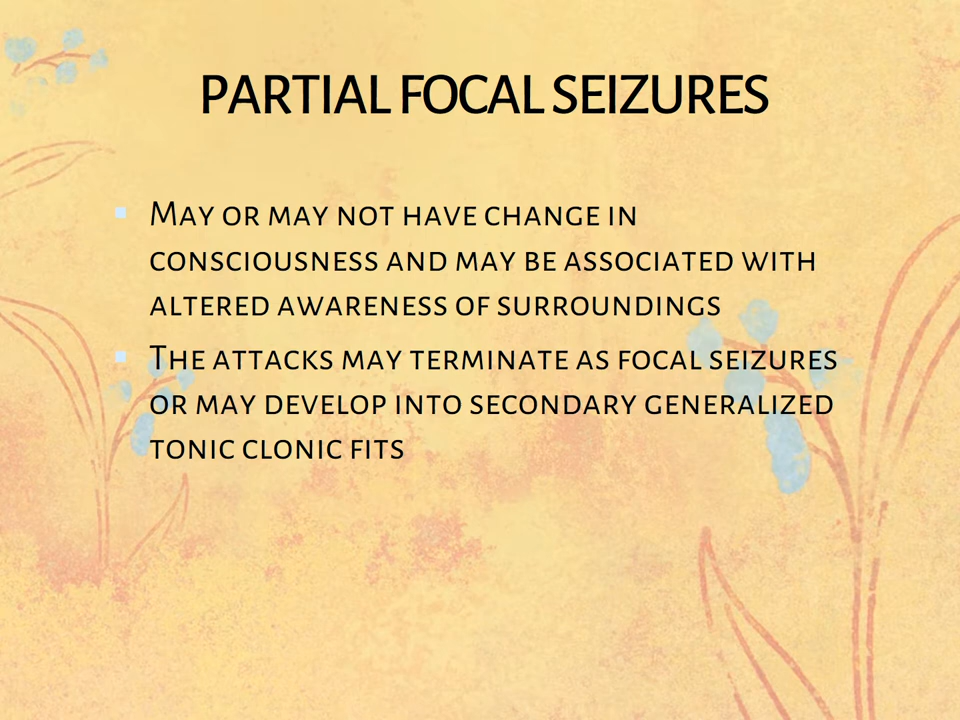 PARTIAL FOCAL SEIZURES
▪ May or may not have change in
consciousness and may be associated with
altered awareness of surroundings
▪ The attacks may terminate as focal seizures
or may develop into secondary generalized
tonic clonic fits